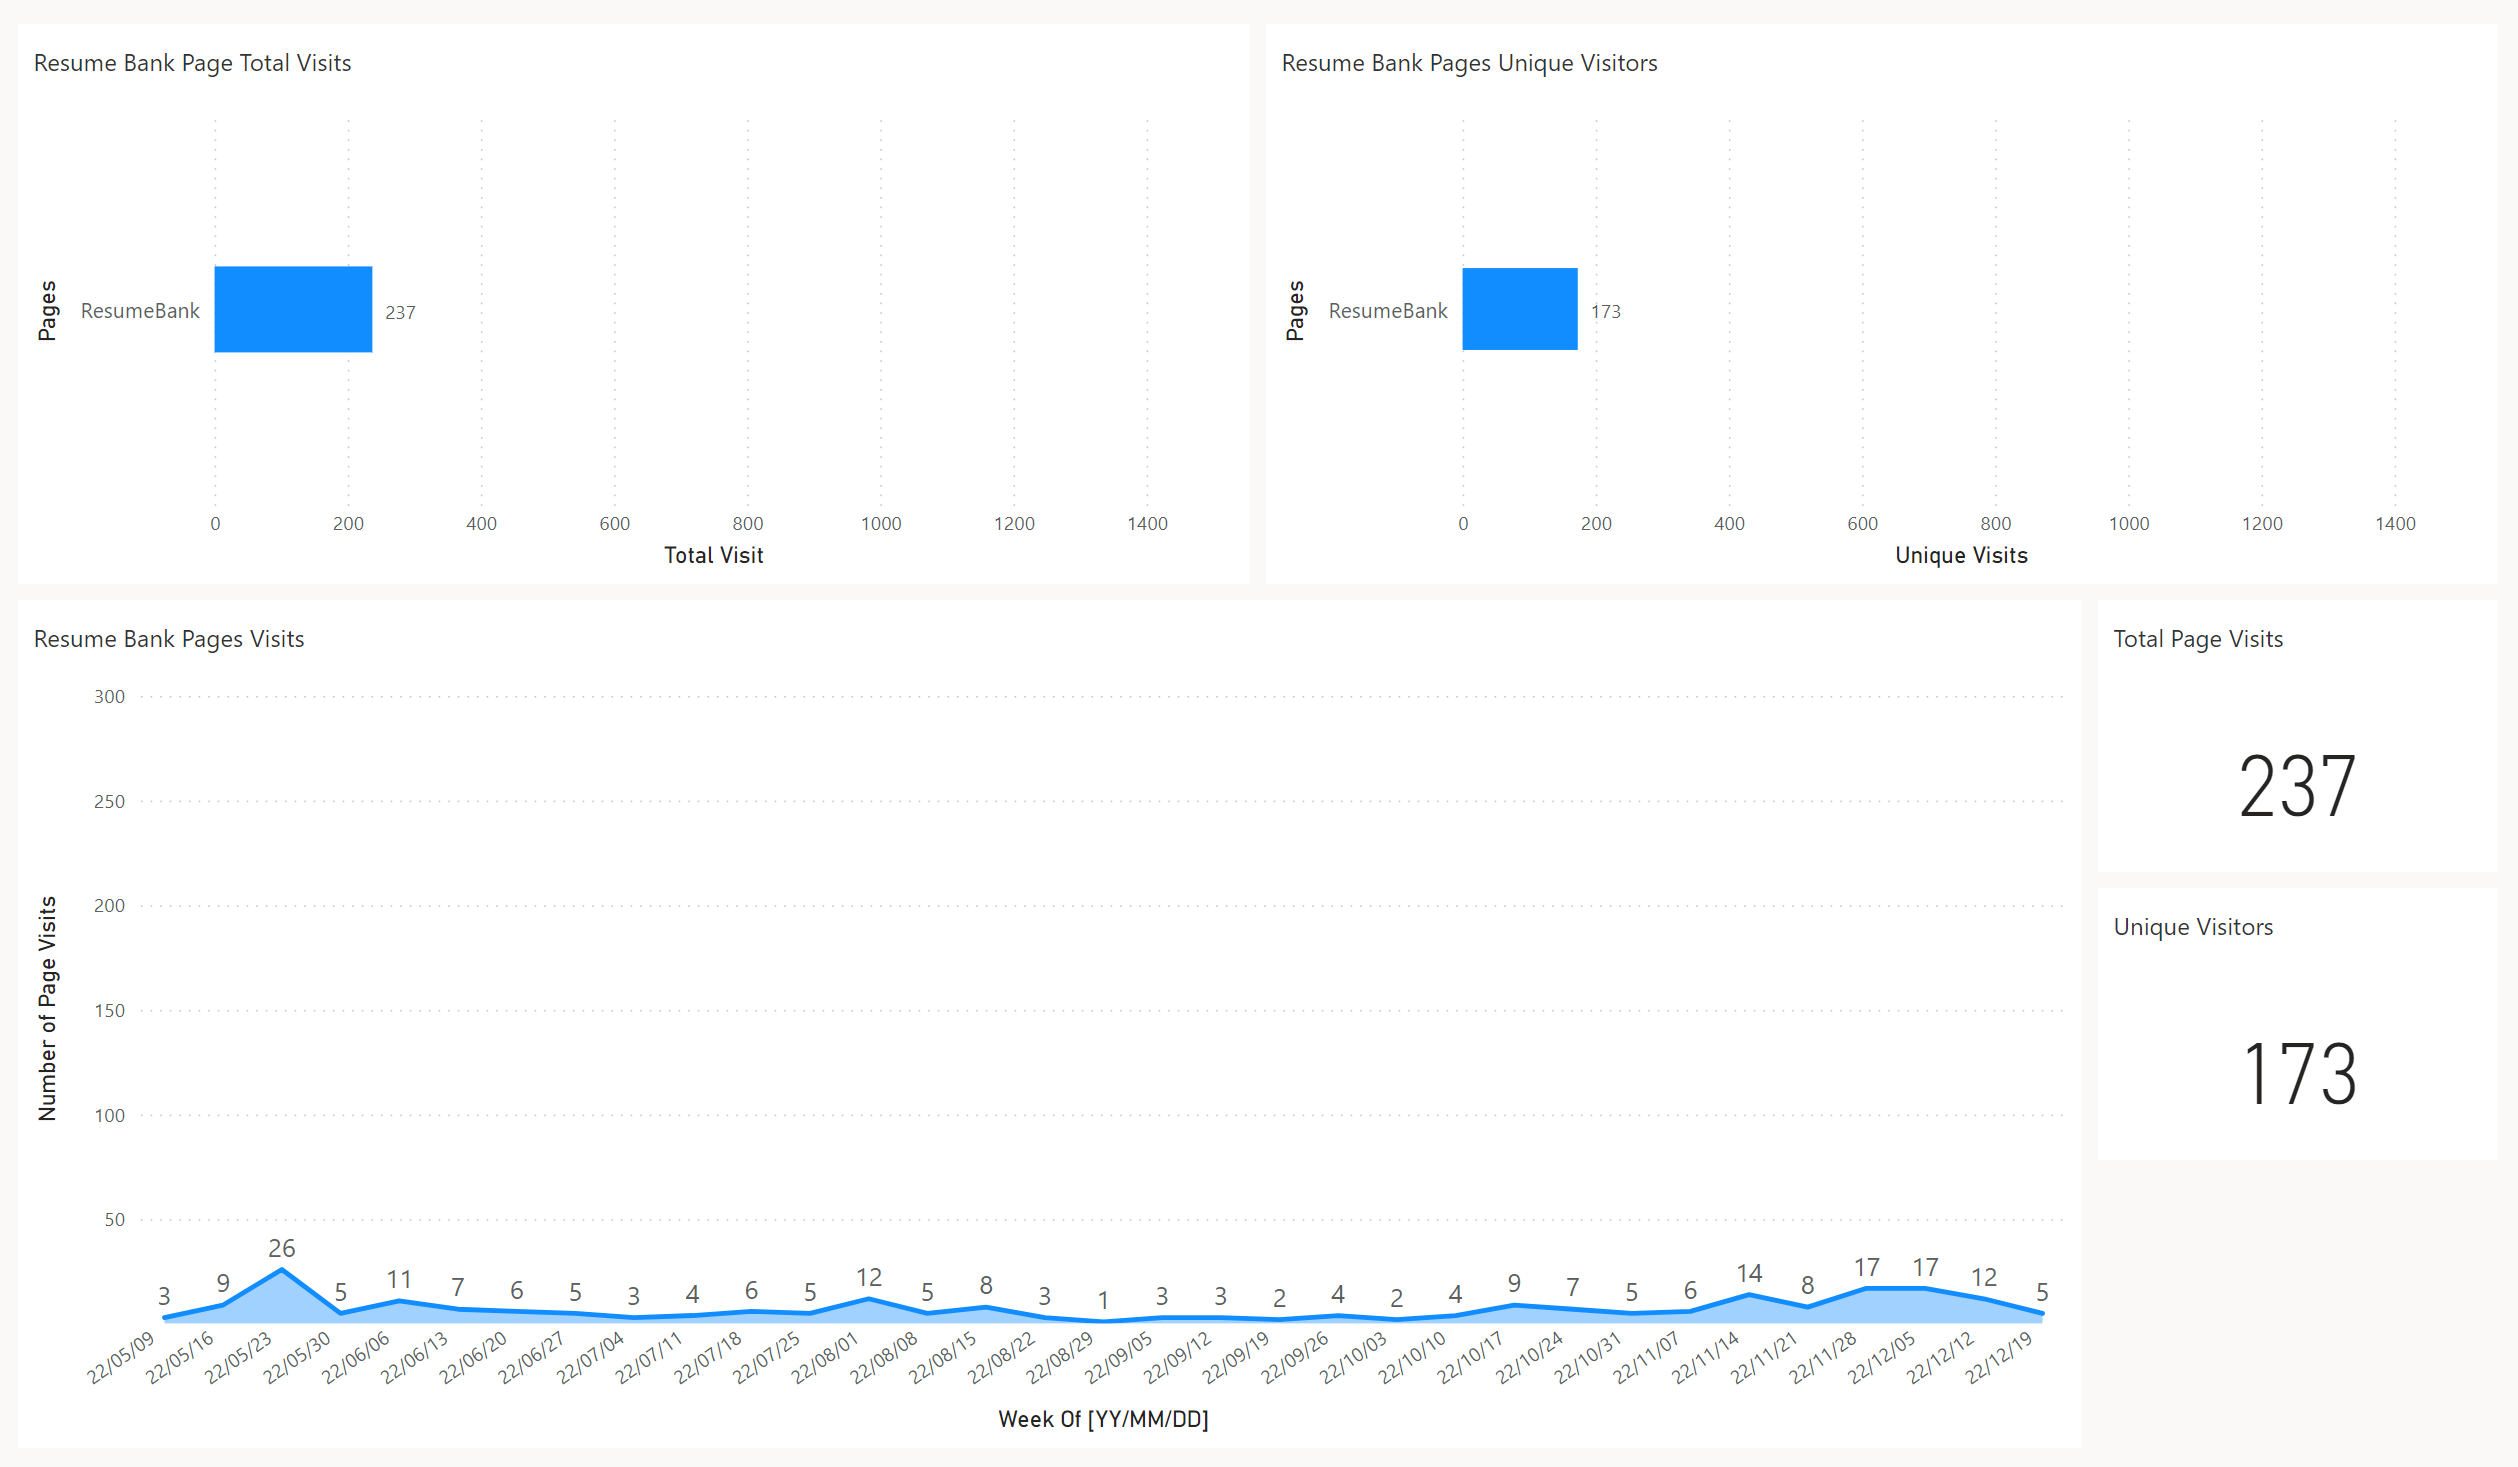 Resume Bank Page Total Visits
Pages
ResumeBank
237
0 200 400 600 800 1000 1200 1400
Total Visit
Resume Bank Pages Unique Visitors
Pages
ResumeBank
173
0 200 400 600 800 1000 1200 1400
Unique Visits
Resume Bank Pages Visits
Number of Page Visits
300
250
200
150
100
50
3 9 26 5 11 7 6 5 3 4 6 5 12 5 8 3 1 3 3 2 4 2 4 9 7 5 6 14 8 17 17 12 5
22/05/09 22/05/16 22/05/23 22/05/30 22/06/06 22/06/13 22/06/20 22/06/27 22/07/04 22/07/11 22/07/18 22/07/25 22/08/01 22/08/08 22/08/15 22/08/22 22/08/29 22/09/05 22/09/12 22/09/19 22/09/26 22/10/03 22/10/10 22/10/17 22/10/24 22/10/31 22/11/07 22/11/14 22/11/21 22/11/28 22/12/05 22/12/12 22/12/19
Week Of [YY/MM/DD]
Total Page Visits
237
Unique Visitors
173